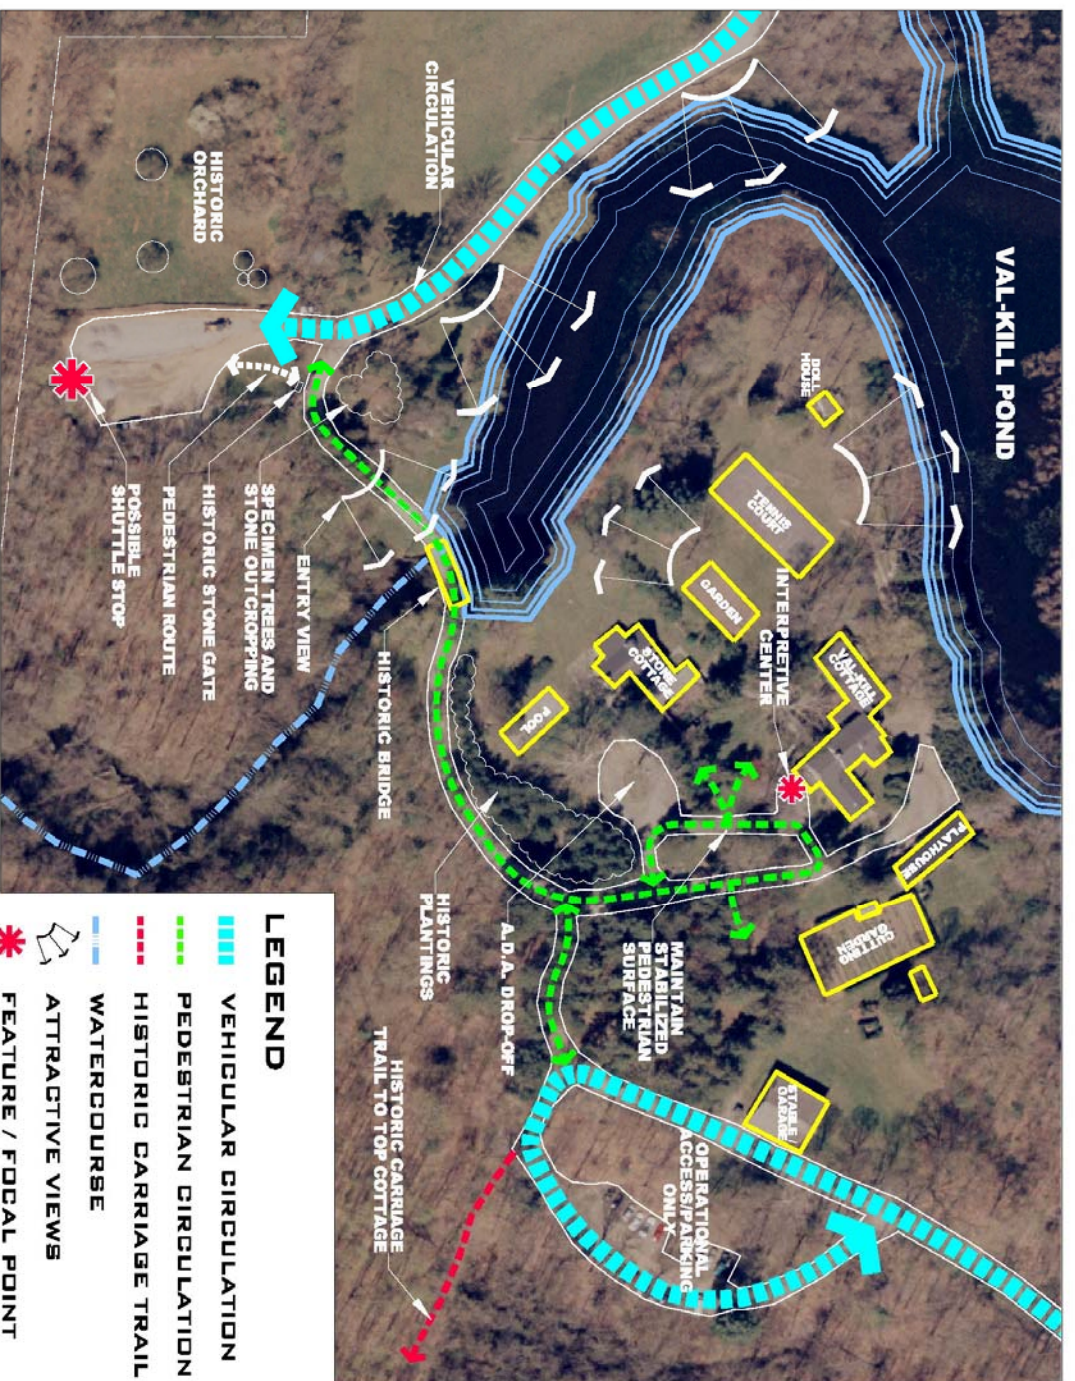 VAL-KILL POND
VEHICULAR
CIRCULATION
HISTORIC
ORCHARD
DOLL
HOUSE
TENNIS
COURT
GARDEN
INTERPRETIVE
CENTER
VAL-KILL
COTTAGE
STONE
COTTAGE
POOL
PLAYHOUSE
CUTTING
GARDEN
STABLE /
GARAGE
POSSIBLE
SHUTTLE STOP
PEDESTRIAN ROUTE
HISTORIC STONE GATE
SPECIMEN TREES AND
STONE OUTCROPPING
ENTRY VIEW
HISTORIC BRIDGE
HISTORIC
PLANTINGS
A.D.A. DROP-OFF
MAINTAIN
STABILIZED
PEDESTRIAN
SURFACE
OPERATIONAL
ACCESS/PARKING
ONLY
HISTORIC CARRIAGE
TRAIL TO TOP COTTAGE
LEGEND
VEHICULAR CIRCULATION
PEDESTRIAN CIRCULATION
HISTORIC CARRIAGE TRAIL
WATERCOURSE
ATTRACTIVE VIEWS
FEATURE / FOCAL POINT